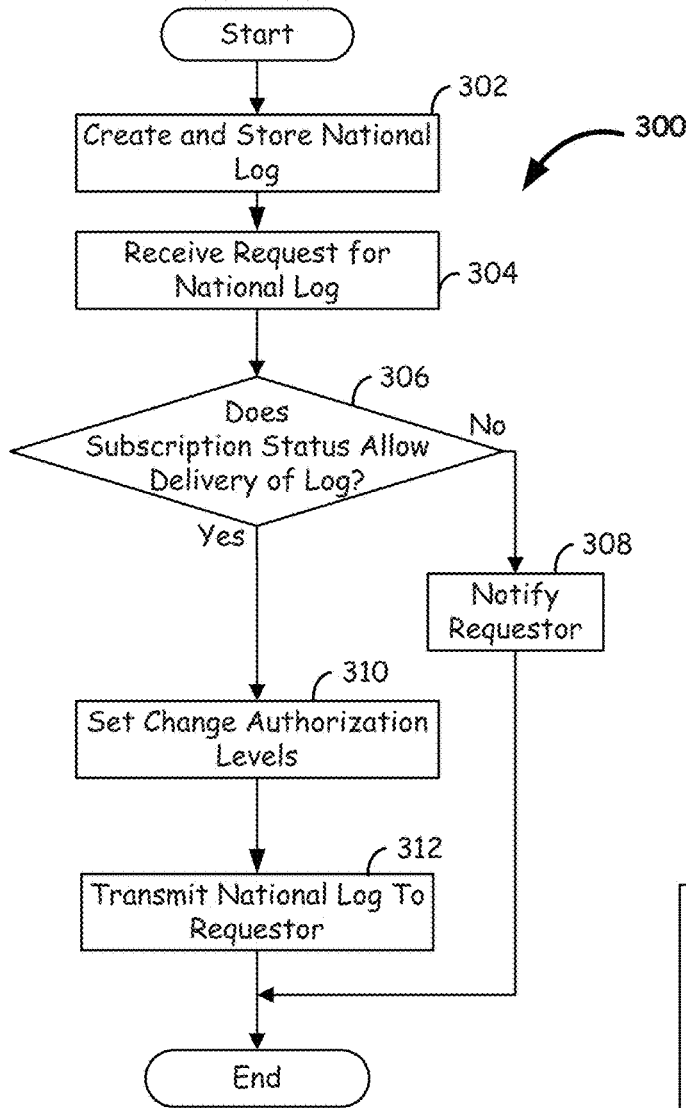 Start
302
Create and Store National
Log
300
Receive Request for
National Log
304
306
Does
Subscription Status Allow
Delivery of Log?
No
Yes
308
Notify
Requestor
310
Set Change Authorization
Levels
312
Transmit National Log To
Requestor
End